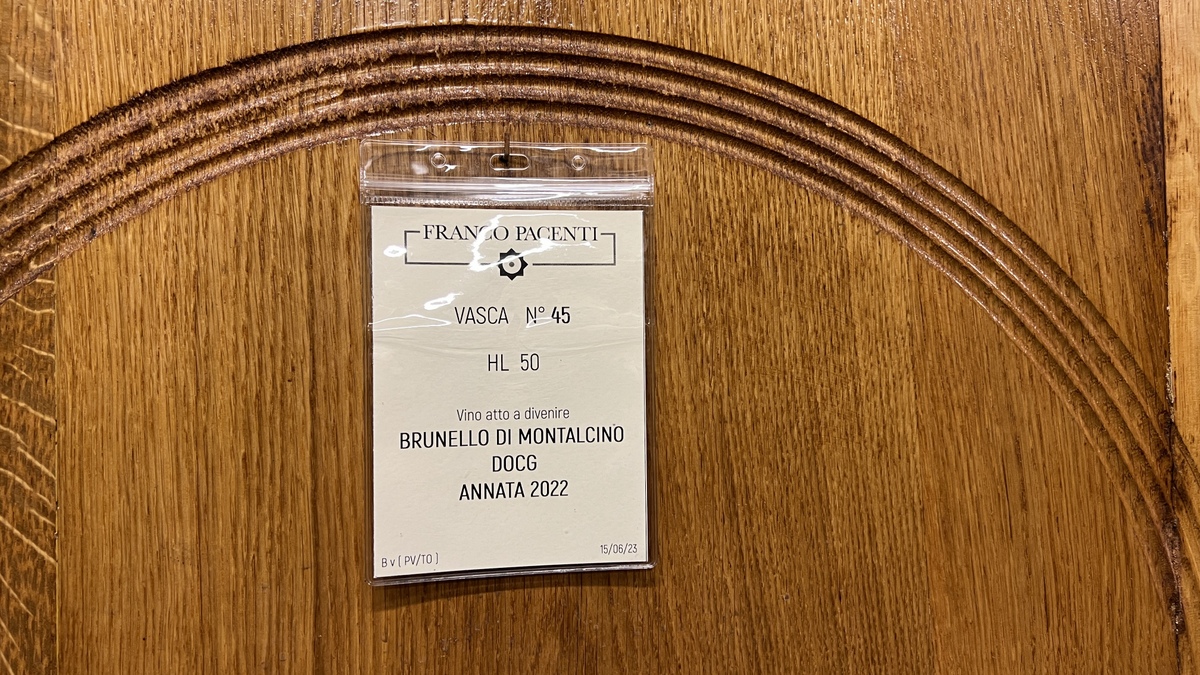 FRANCO PACENTI
VASCA N° 45
HL 50
Vino atto a divenire
BRUNELLO DI MONTALCINO
DOCG
ANNATA 2022
15/06/23
B v ( PV/TO )